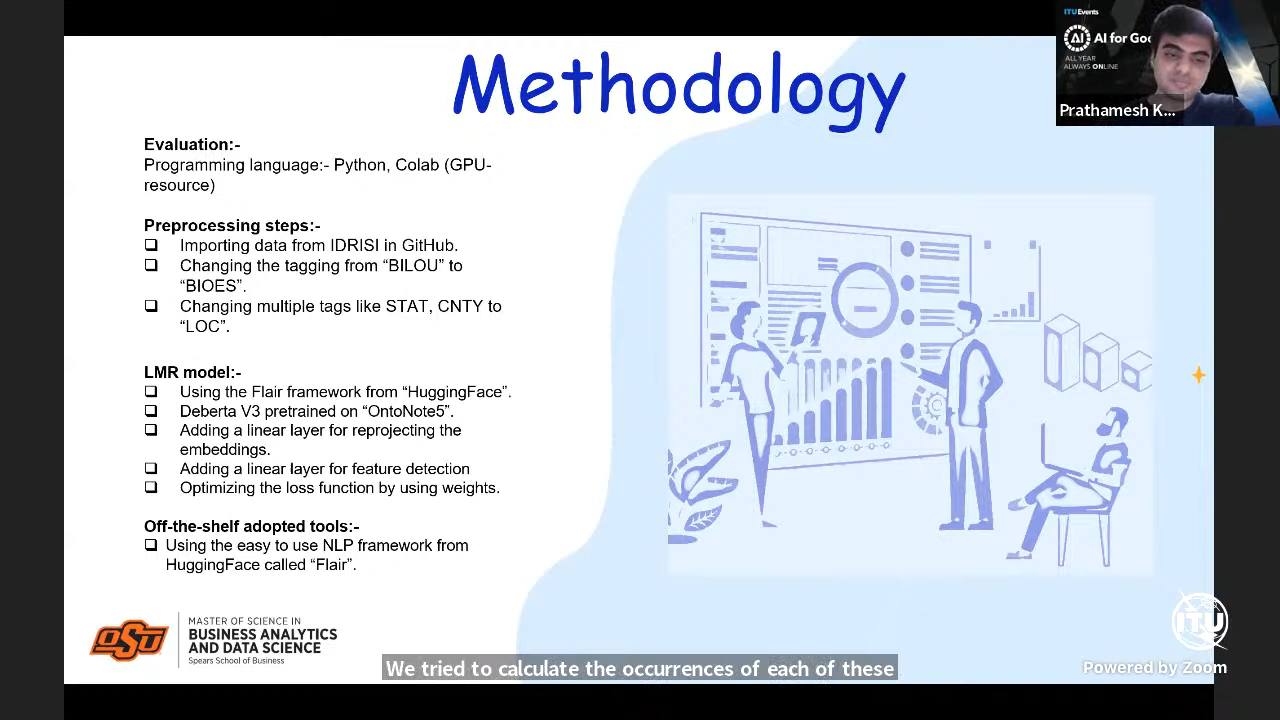 Methodology
ITUEvents
AI
AI for Goo
ALL YEAR
ALWAYS ONLINE
Prathamesh K...
Evaluation:-
Programming language:- Python, Colab (GPU-
resource)
Preprocessing steps:-
❑ Importing data from IDRISI in GitHub.
❑ Changing the tagging from “BILOU” to
“BIOES”.
❑ Changing multiple tags like STAT, CNTY to
“LOC”.
LMR model:-
❑ Using the Flair framework from “HuggingFace”.
❑ Deberta V3 pretrained on “OntoNote5”.
❑ Adding a linear layer for reprojecting the
embeddings.
❑ Adding a linear layer for feature detection
❑ Optimizing the loss function by using weights.
Off-the-shelf adopted tools:-
❑ Using the easy to use NLP framework from
HuggingFace called “Flair”.
OSU
MASTER OF SCIENCE IN
BUSINESS ANALYTICS
AND DATA SCIENCE
Spears School of Business
ITU
Powered by Zoom
We tried to calculate the occurrences of each of these